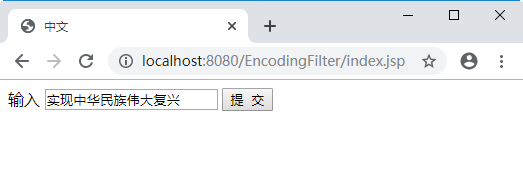 中文
localhost:8080/EncodingFilter/index.jsp
输入 实现中华民族伟大复兴 提 交